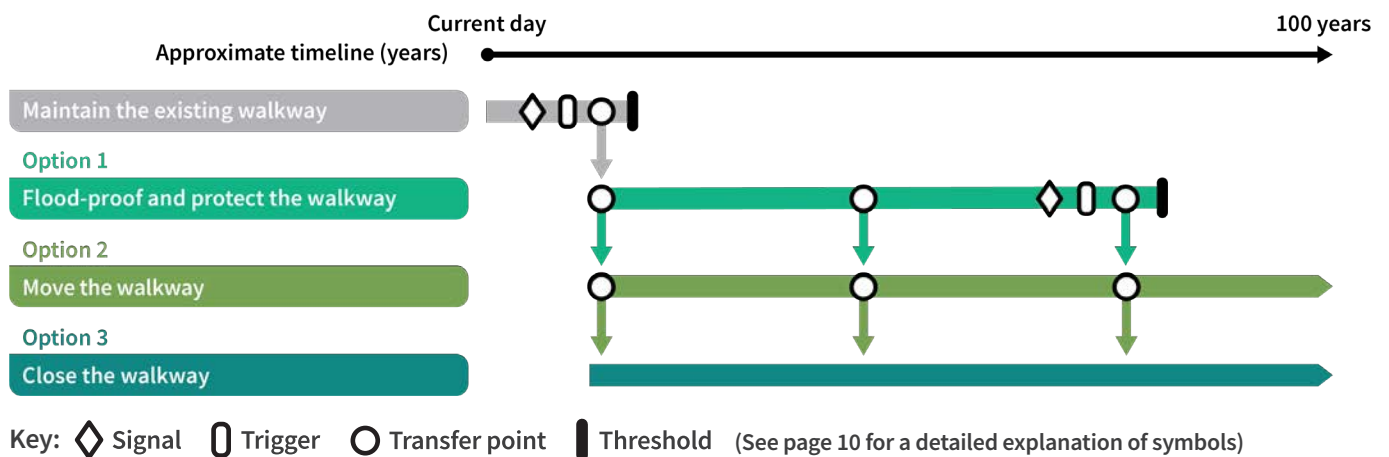 Current day
100 years
Approximate timeline (years)
Maintain the existing walkway
Option 1
Flood-proof and protect the walkway
Option 2
Move the walkway
Option 3
Close the walkway
Key: Signal Trigger Transfer point Threshold (See page 10 for a detailed explanation of symbols)